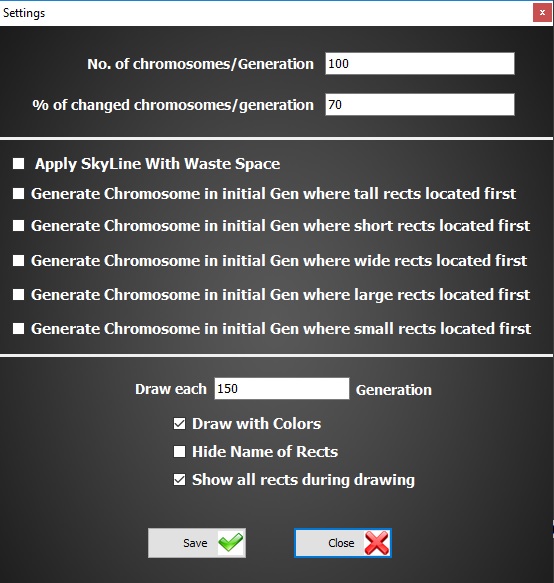 Settings
x
No. of chromosomes/Generation 100
% of changed chromosomes/generation 70
Apply SkyLine With Waste Space
Generate Chromosome in initial Gen where tall rects located first
Generate Chromosome in initial Gen where short rects located first
Generate Chromosome in initial Gen where wide rects located first
Generate Chromosome in initial Gen where large rects located first
Generate Chromosome in initial Gen where small rects located first
Draw each 150 Generation
Draw with Colors
Hide Name of Rects
Show all rects during drawing
Save Close